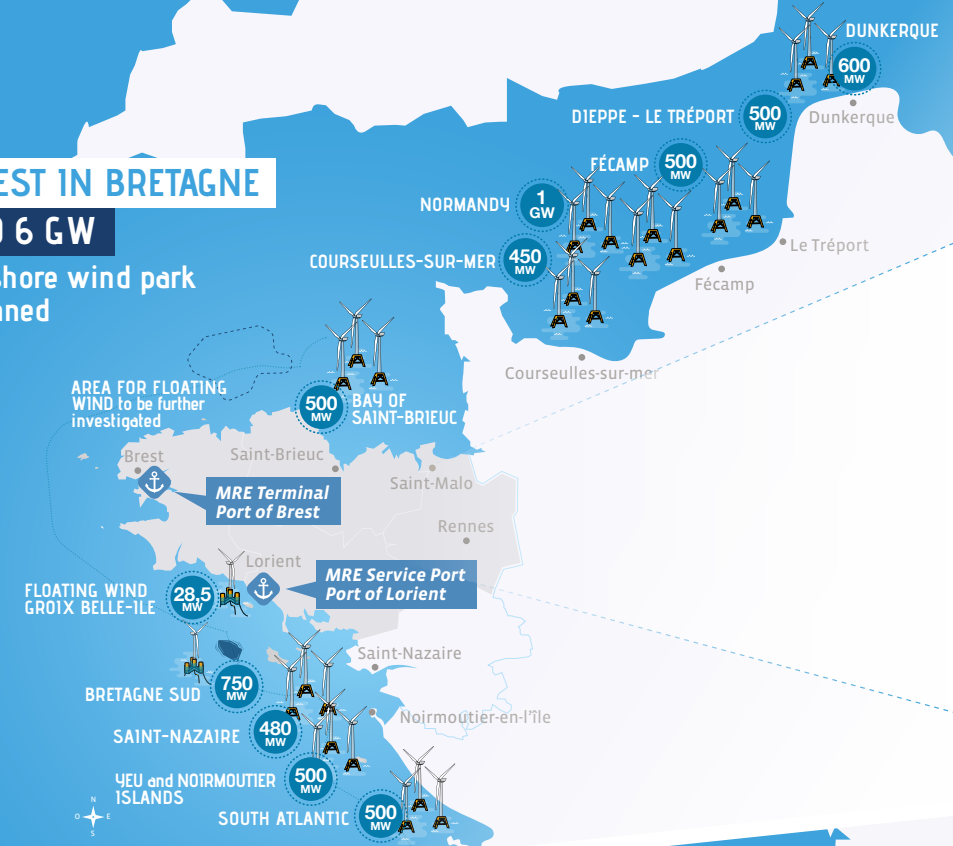 DUNKERQUE
600
MW
Dunkerque
DIEPPE - LE TRÉPORT
500
MW
FÉCAMP
500
MW
NORMANDY
1
GW
COURSEULLES-SUR-MER
450
MW
Le Tréport
Fécamp
Courseulles-sur-mer
EST IN BRETAGNE
6 GW
wind park
AREA FOR FLOATING
WIND to be further
investigated
500
MW
BAY OF
SAINT-BRIEUC
Brest
Saint-Brieuc
Saint-Malo
MRE Terminal
Port of Brest
Rennes
Lorient
MRE Service Port
Port of Lorient
FLOATING WIND
GROIX BELLE-ILE
28,5
MW
Saint-Nazaire
750
MW
BRETAGNE SUD
Noirmoutier-en-l'île
SAINT-NAZAIRE
480
MW
YEU and NOIRMOUTIER
ISLANDS
500
MW
SOUTH ATLANTIC
500
MW
N
O E
S